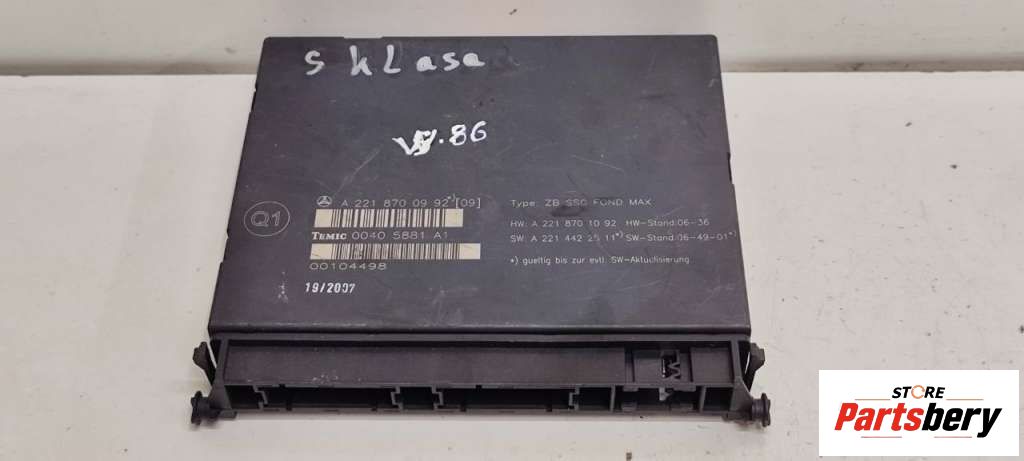 S kLasa
W.86
Q1
A 221 870 09 92*)[09]
TEMIC 0040 5881 A1
00104498
19/2007
Type: ZB SSG FOND MAX
HW: A 221 870 10 92 HW-Stand:06-36
SW: A 221 442 25 11*) SW-Stand:06-49-01*)
*) gueltig bis zur evtl. SW-Aktualisierung
STORE
Partsbery